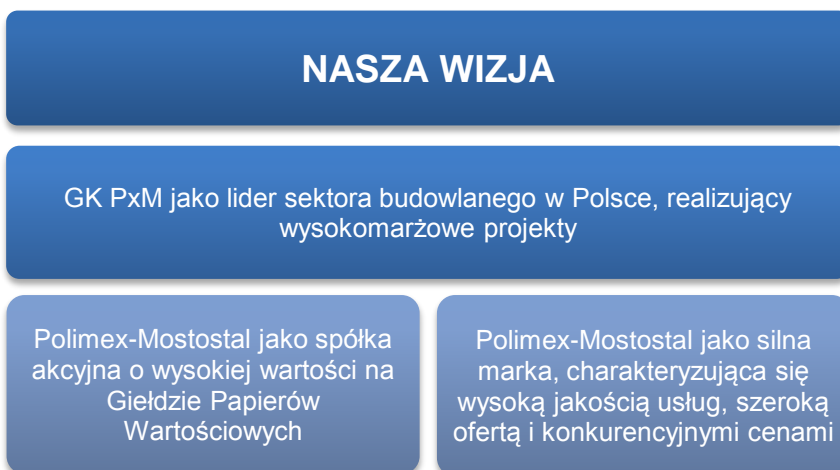 NASZA WIZJA
GK PxM jako lider sektora budowlanego w Polsce, realizujący
wysokomarżowe projekty
Polimex-Mostostal jako spółka
akcyjna o wysokiej wartości na
Giełdzie Papierów
Wartościowych
Polimex-Mostostal jako silna
marka, charakteryzująca się
wysoką jakością usług, szeroką
ofertą i konkurencyjnymi cenami